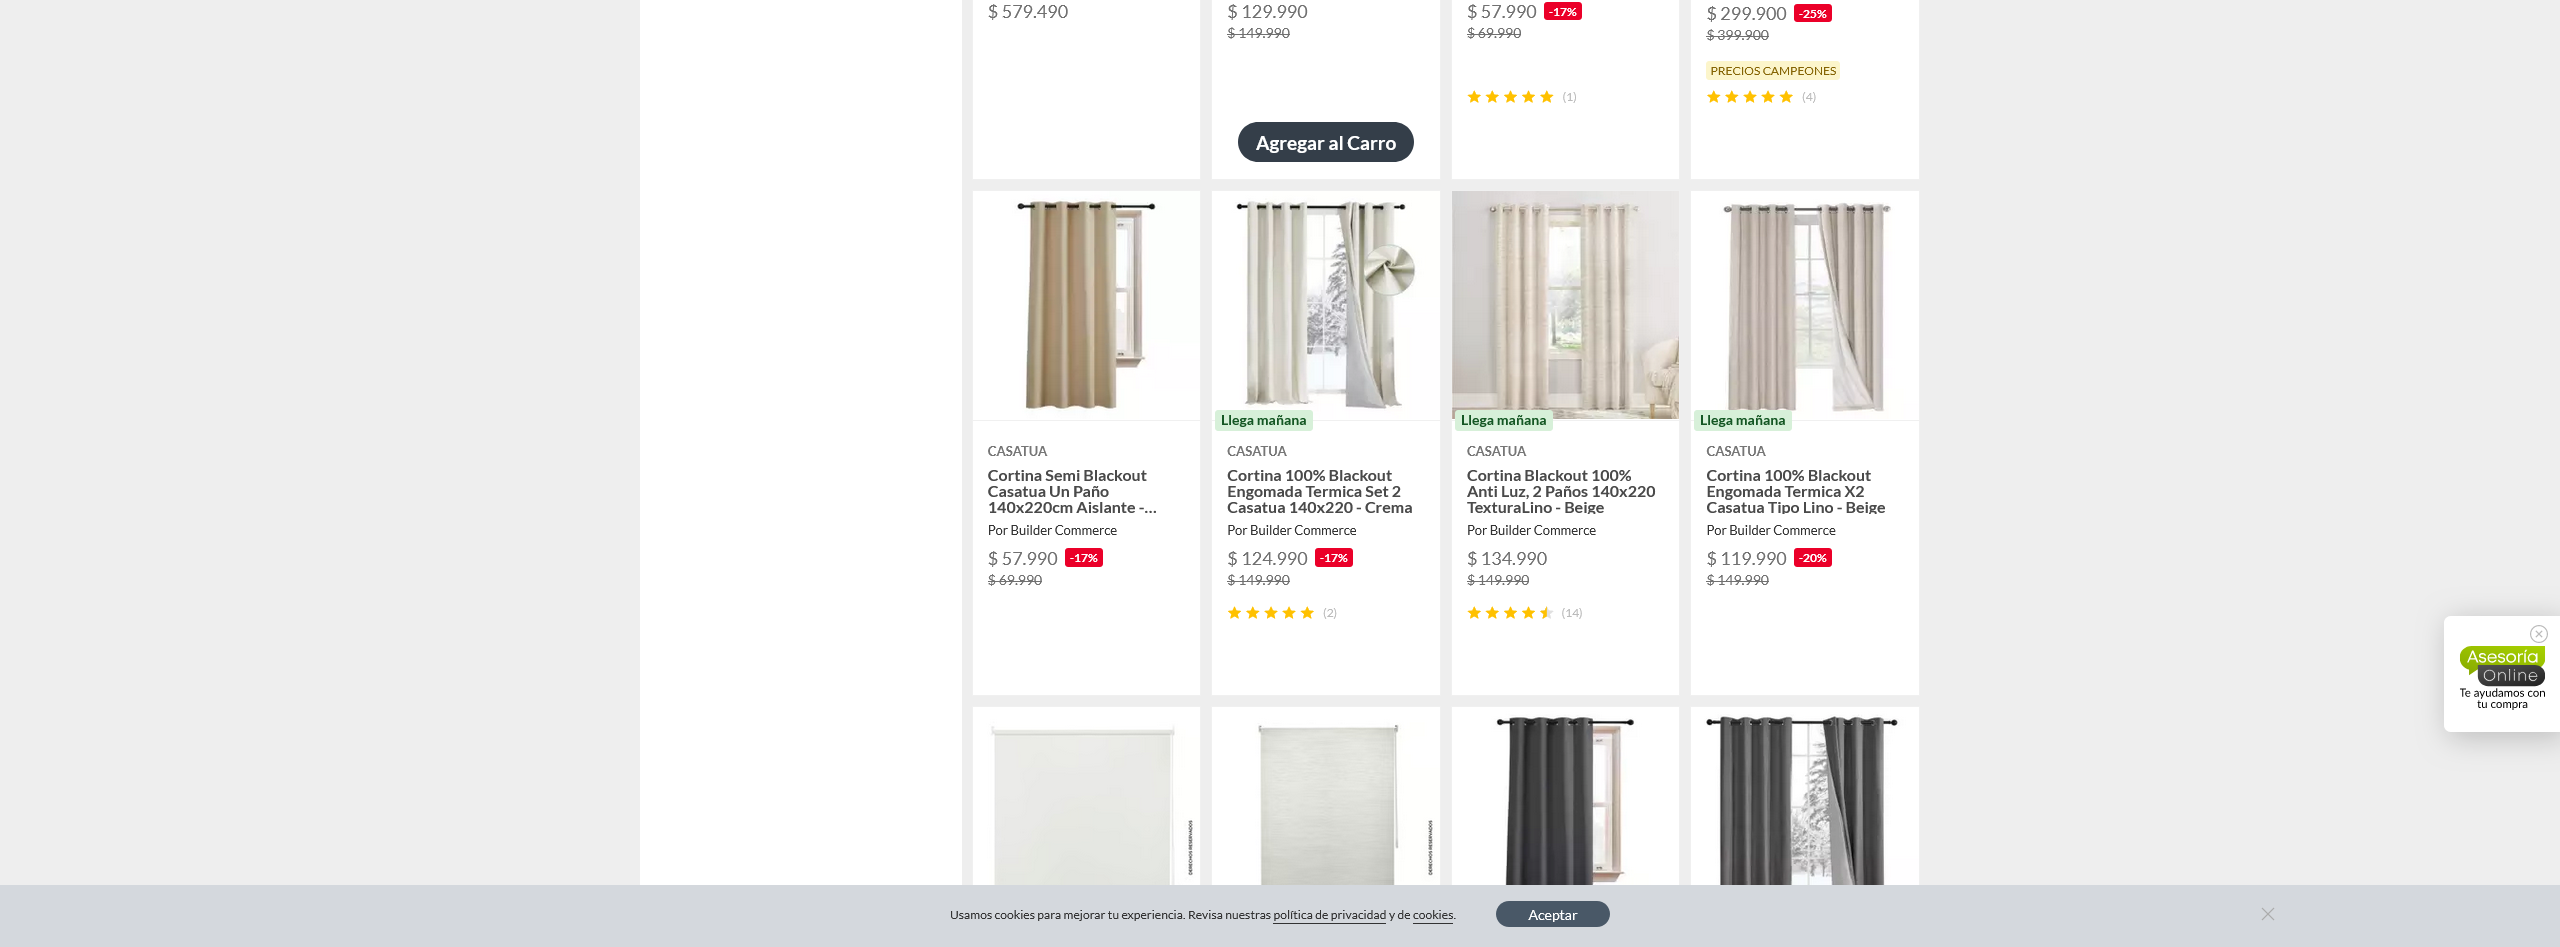 $ 579.490
$ 129.990
$ 149.990
$ 57.990 -17%
$ 69.990
(1)
$ 299.900 -25%
$ 399.900
PRECIOS CAMPEONES
(4)
Agregar al Carro
CASATUA
Cortina Semi Blackout
Casatua Un Paño
140x220cm Aislante -...
Por Builder Commerce
$ 57.990 -17%
$ 69.990
Llega mañana
CASATUA
Cortina 100% Blackout
Engomada Termica Set 2
Casatua 140x220 - Crema
Por Builder Commerce
$ 124.990 -17%
$ 149.990
(2)
Llega mañana
CASATUA
Cortina Blackout 100%
Anti Luz, 2 Paños 140x220
TexturaLino - Beige
Por Builder Commerce
$ 134.990
$ 149.990
(14)
Llega mañana
CASATUA
Cortina 100% Blackout
Engomada Termica X2
Casatua Tipo Lino - Beige
Por Builder Commerce
$ 119.990 -20%
$ 149.990
Asesoría
Online
Te ayudamos con
tu compra
DERECHOS RESERVADOS
DERECHOS RESERVADOS
Usamos cookies para mejorar tu experiencia. Revisa nuestras política de privacidad y de cookies.
Aceptar